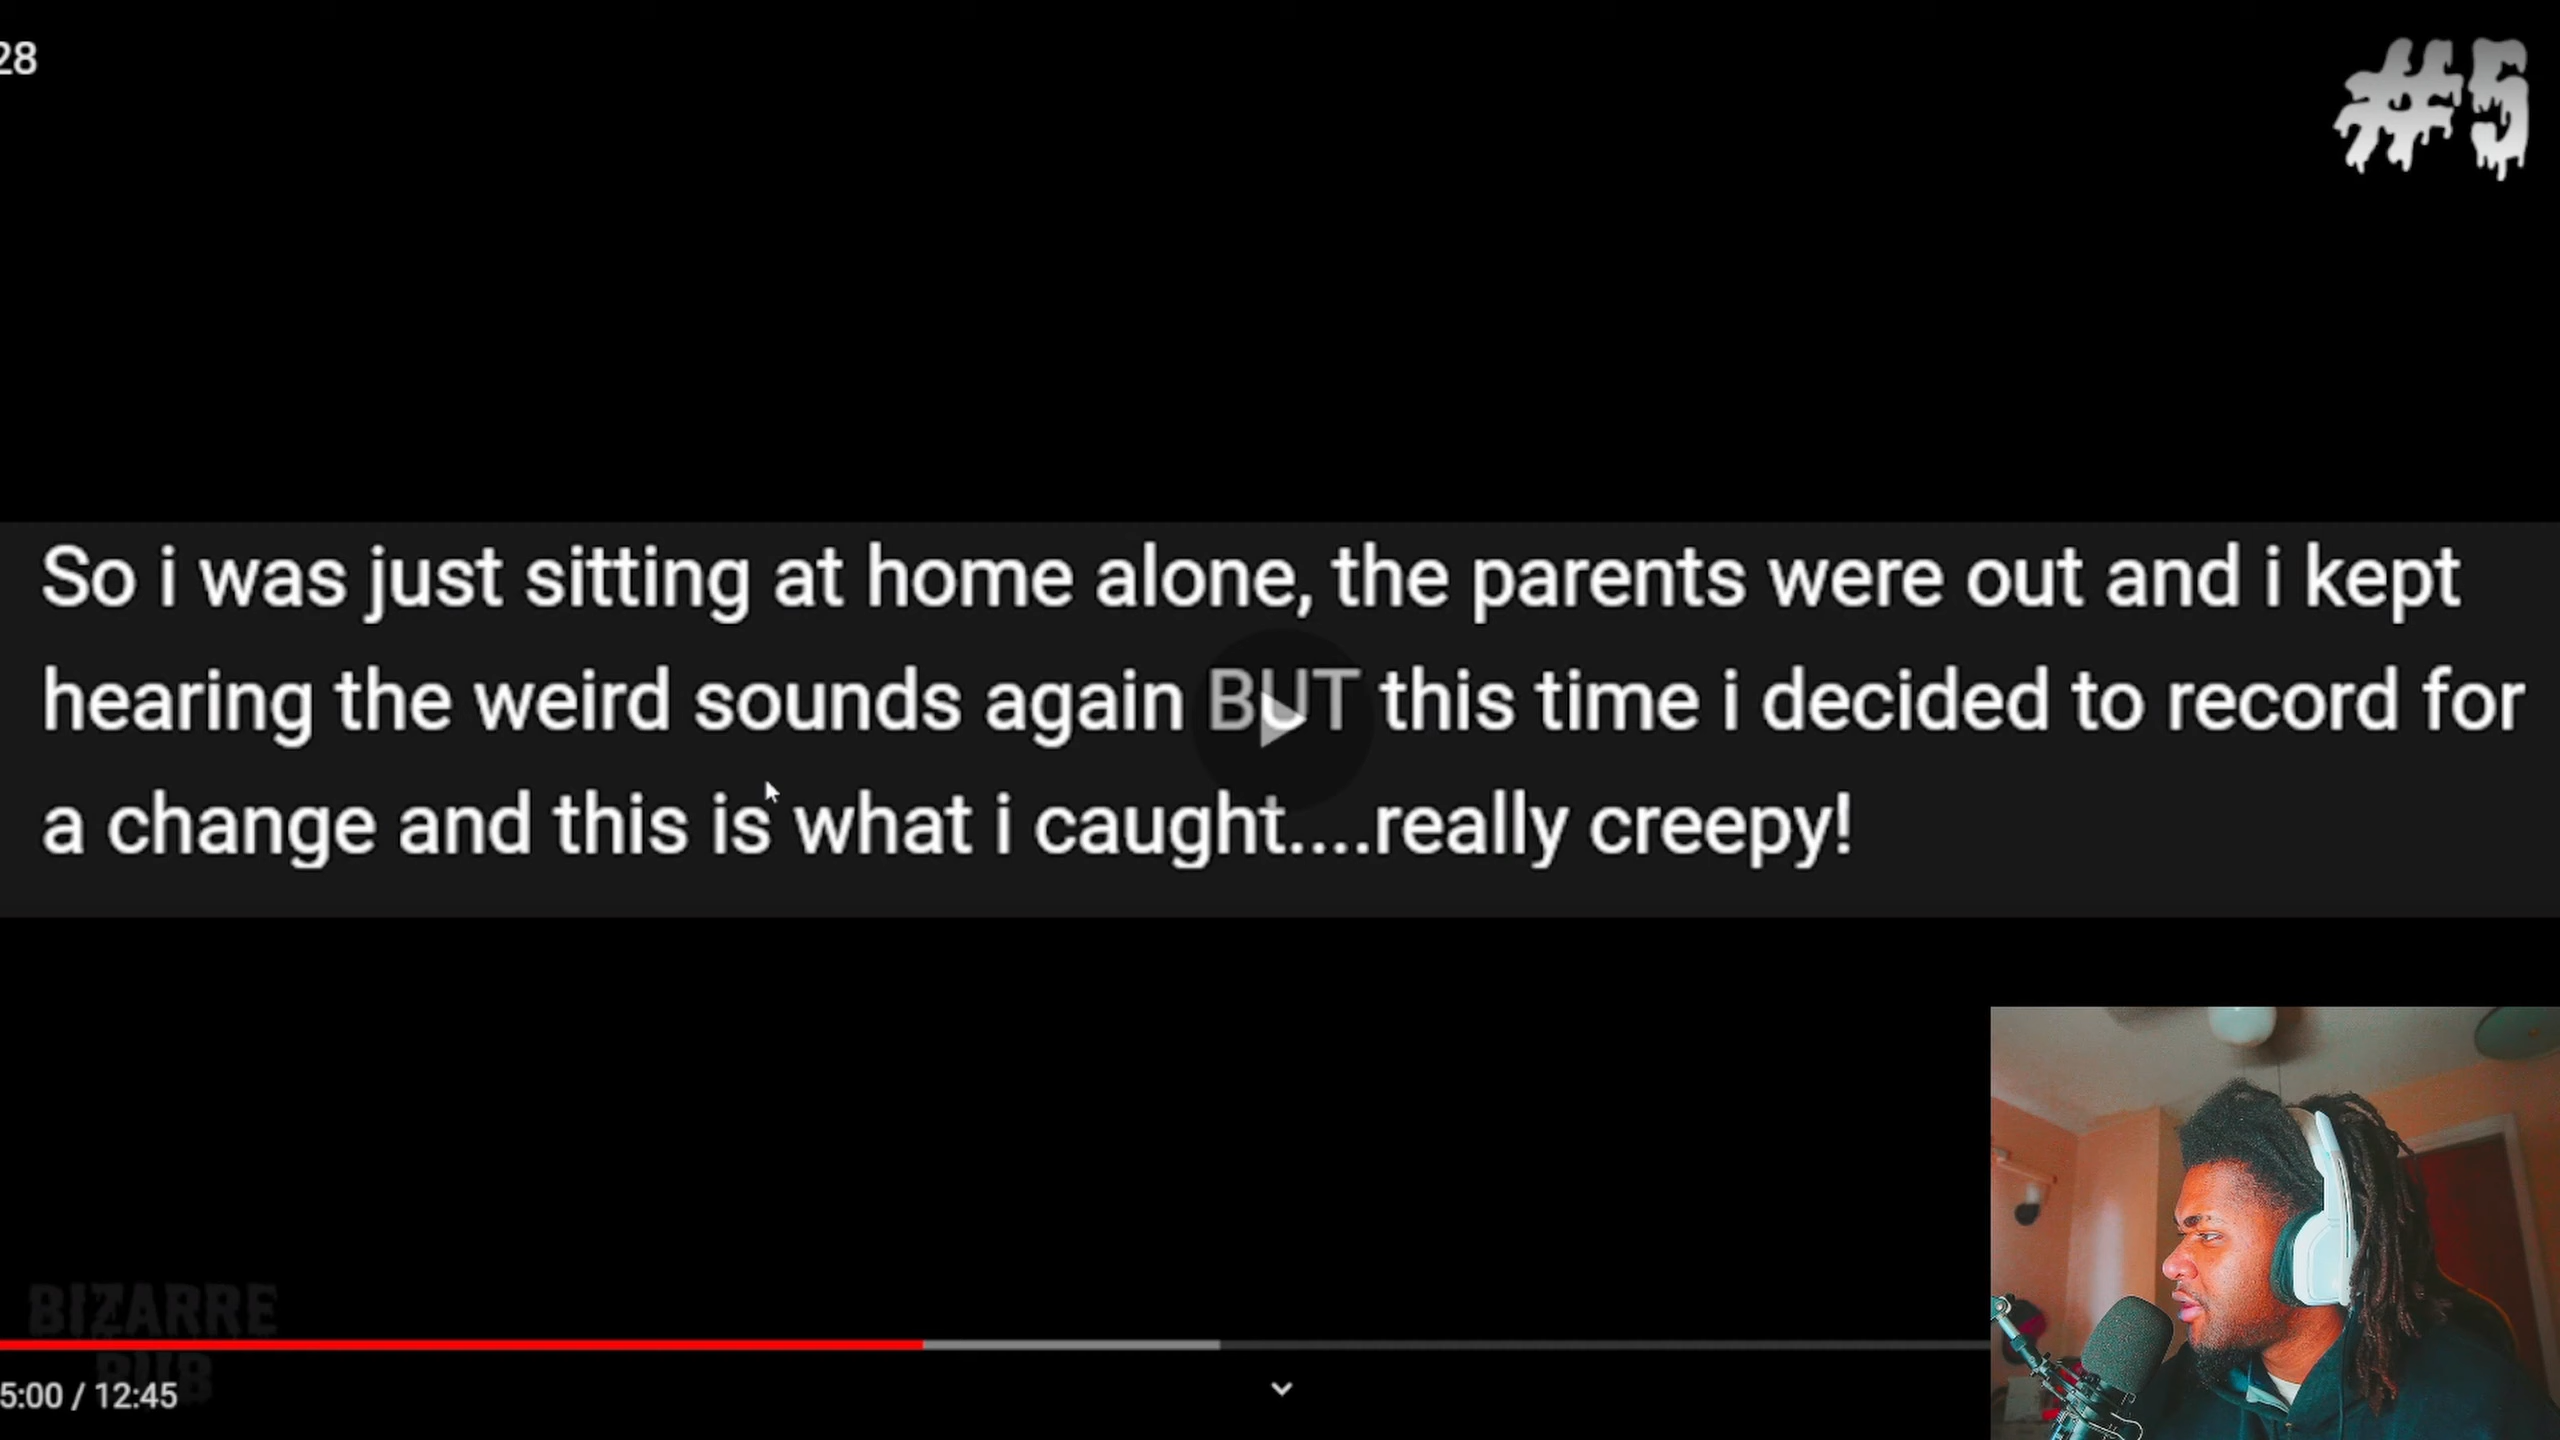 28
#5
So i was just sitting at home alone, the parents were out and i kept
hearing the weird sounds again BUT this time i decided to record for
a change and this is what i caught....really creepy!
BIZARRE
PUB
5:00 / 12:45